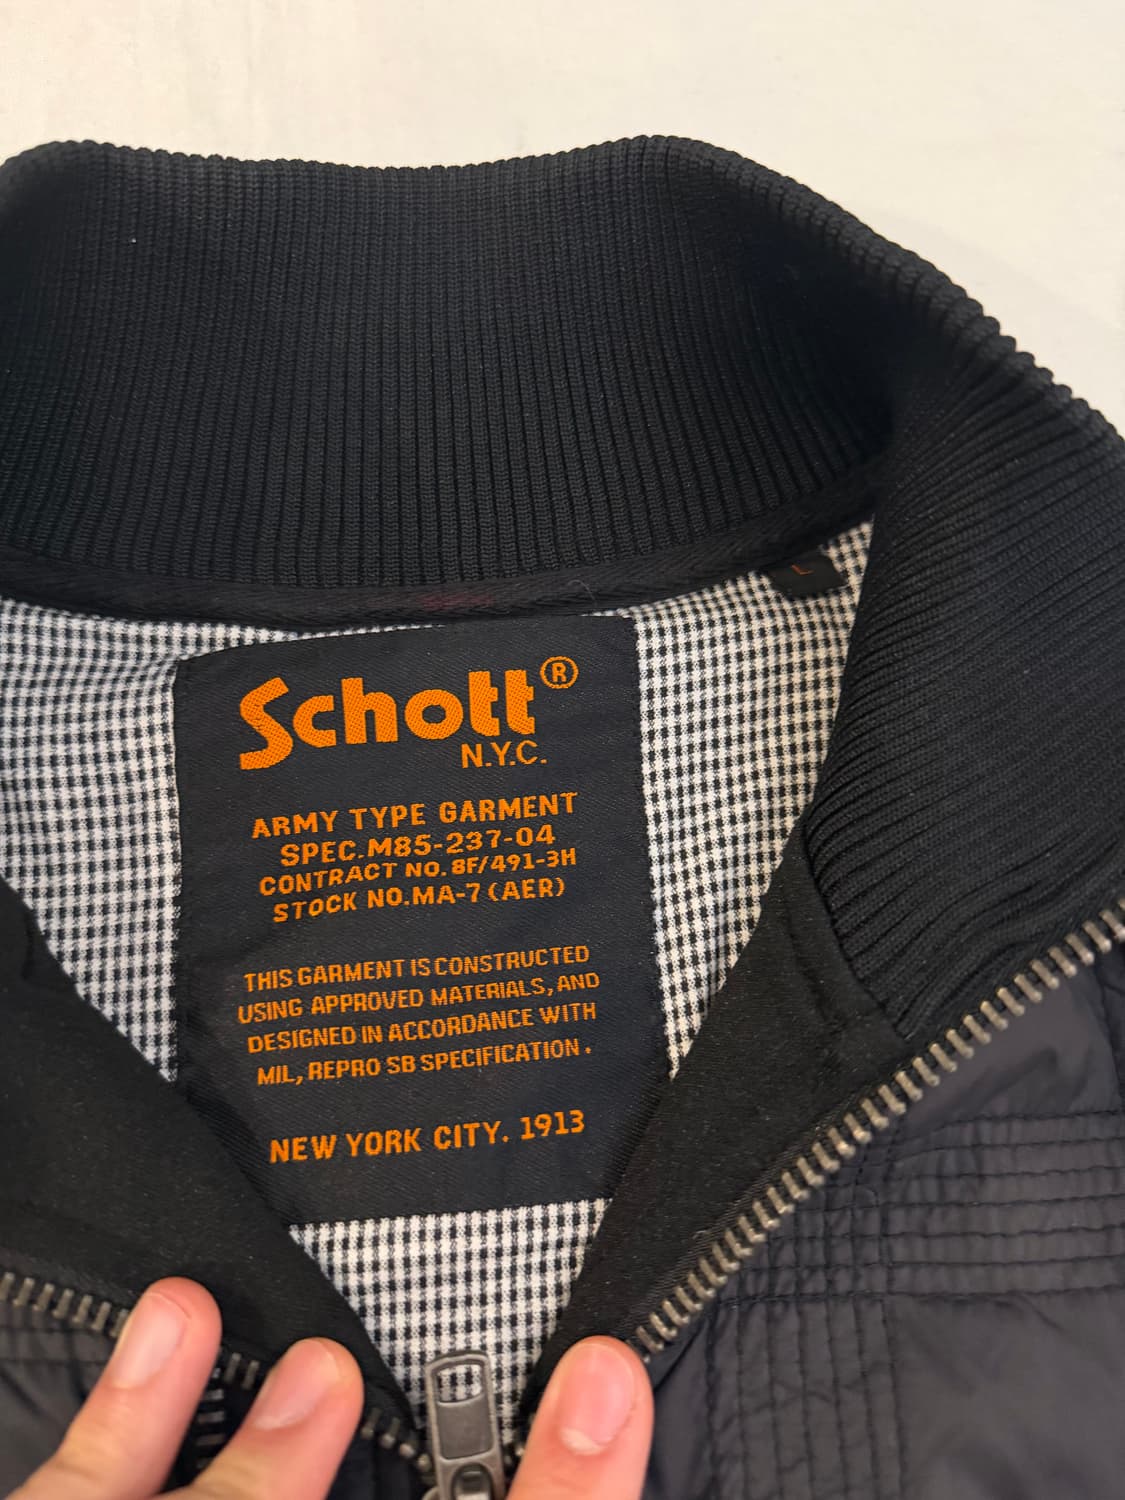 L
Schott®
N.Y.C.
ARMY TYPE GARMENT
SPEC.M85-237-04
CONTRACT NO.8F/491-3H
STOCK NO.MA-7(AER)
THIS GARMENT IS CONSTRUCTED
USING APPROVED MATERIALS, AND
DESIGNED IN ACCORDANCE WITH
MIL, REPRO SB SPECIFICATION.
NEW YORK CITY. 1913